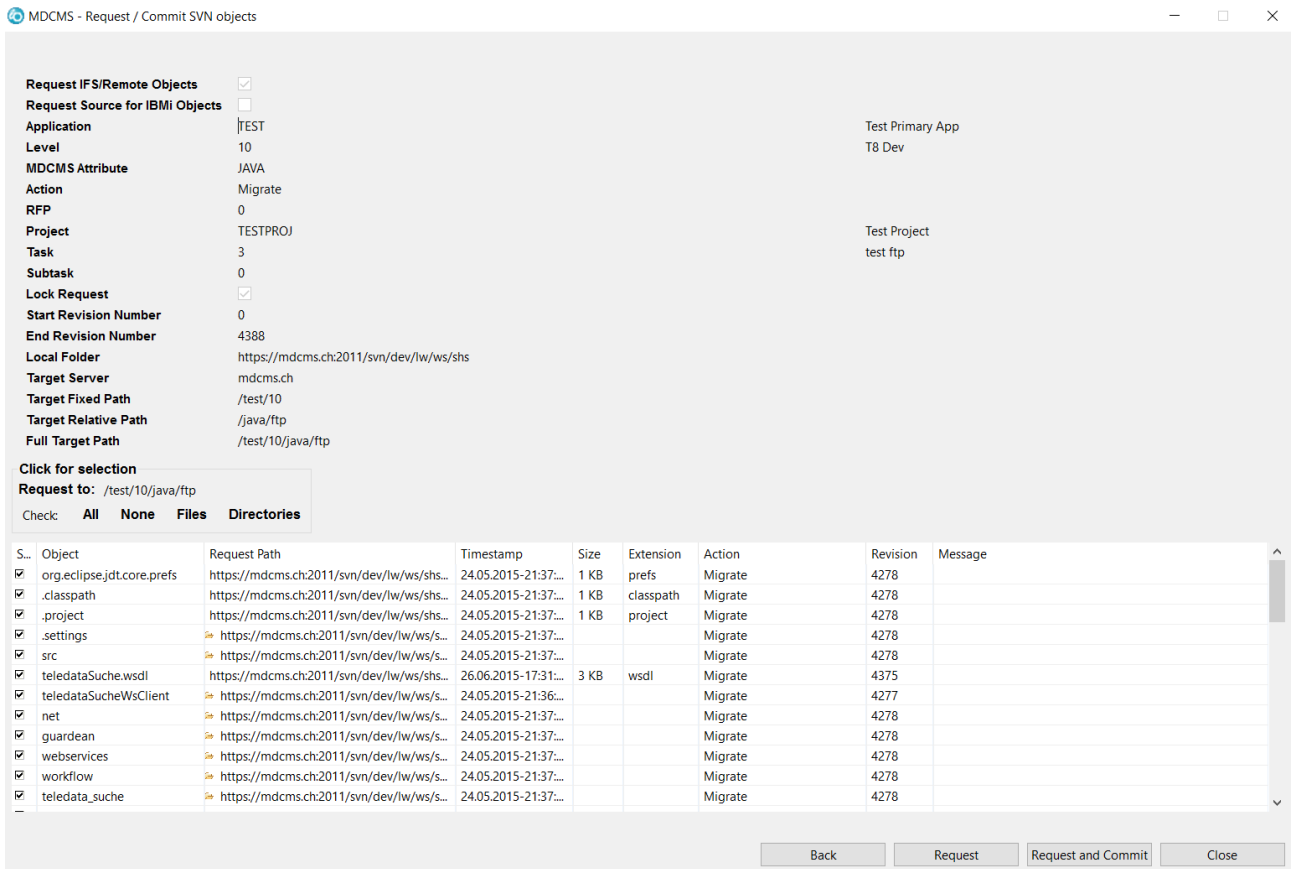 MDCMS - Request / Commit SVN objects
Request IFS/Remote Objects
Request Source for IBMi Objects
Application TEST Test Primary App
Level 10 T8 Dev
MDCMS Attribute JAVA
Action Migrate
RFP 0
Project TESTPROJ Test Project
Task 3 test ftp
Subtask 0
Lock Request
Start Revision Number 0
End Revision Number 4388
Local Folder https://mdcms.ch:2011/svn/dev/lw/ws/shs
Target Server mdcms.ch
Target Fixed Path /test/10
Target Relative Path /java/ftp
Full Target Path /test/10/java/ftp
Click for selection
Request to: /test/10/java/ftp
Check: All None Files Directories
S... Object Request Path Timestamp Size Extension Action Revision Message
org.eclipse.jdt.core.prefs https://mdcms.ch:2011/svn/dev/lw/ws/shs... 24.05.2015-21:37:... 1 KB prefs Migrate 4278
.classpath https://mdcms.ch:2011/svn/dev/lw/ws/shs... 24.05.2015-21:37:... 1 KB classpath Migrate 4278
.project https://mdcms.ch:2011/svn/dev/lw/ws/shs... 24.05.2015-21:37:... 1 KB project Migrate 4278
.settings https://mdcms.ch:2011/svn/dev/lw/ws/s... 24.05.2015-21:37:... Migrate 4278
src https://mdcms.ch:2011/svn/dev/lw/ws/s... 24.05.2015-21:37:... Migrate 4278
teledataSuche.wsdl https://mdcms.ch:2011/svn/dev/lw/ws/shs... 26.06.2015-17:31:... 3 KB wsdl Migrate 4375
teledataSucheWsClient https://mdcms.ch:2011/svn/dev/lw/ws/s... 24.05.2015-21:36:... Migrate 4277
net https://mdcms.ch:2011/svn/dev/lw/ws/s... 24.05.2015-21:37:... Migrate 4278
guardean https://mdcms.ch:2011/svn/dev/lw/ws/s... 24.05.2015-21:37:... Migrate 4278
webservices https://mdcms.ch:2011/svn/dev/lw/ws/s... 24.05.2015-21:37:... Migrate 4278
workflow https://mdcms.ch:2011/svn/dev/lw/ws/s... 24.05.2015-21:37:... Migrate 4278
teledata_suche https://mdcms.ch:2011/svn/dev/lw/ws/s... 24.05.2015-21:37:... Migrate 4278
Back Request Request and Commit Close